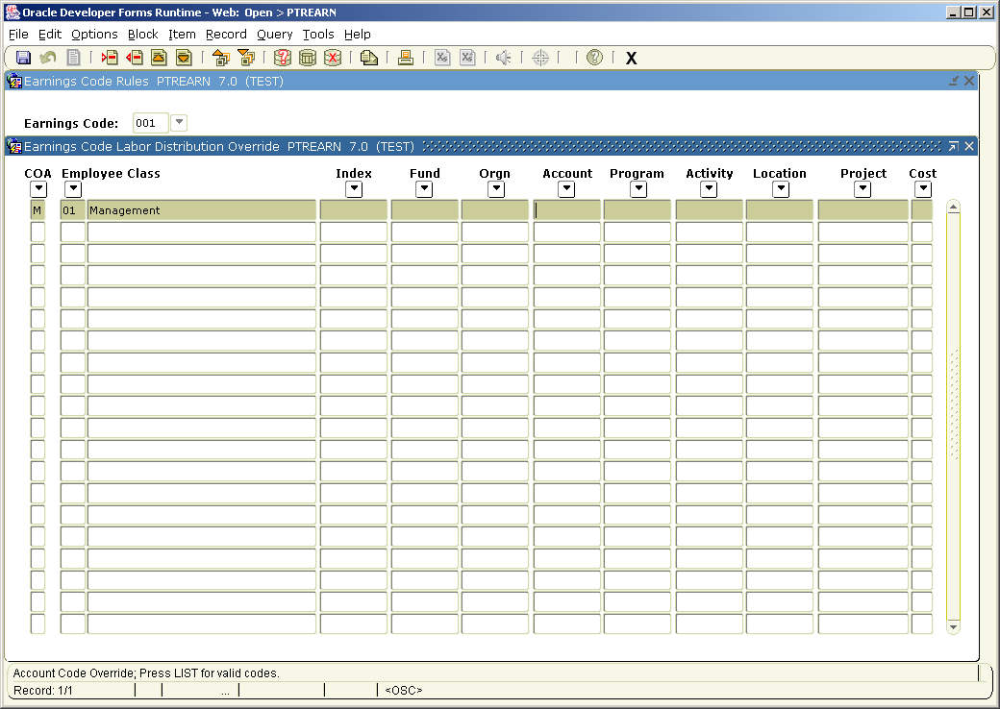 Oracle Developer Forms Runtime - Web: Open > PTREARN
File Edit Options Block Item Record Query Tools Help
X
Earnings Code Rules PTREARN 7.0 (TEST)
Earnings Code: 001
Earnings Code Labor Distribution Override PTREARN 7.0 (TEST)
COA Employee Class Index Fund Orgn Account Program Activity Location Project Cost
M 01 Management
Account Code Override; Press LIST for valid codes.
Record: 1/1 ... <OSC>